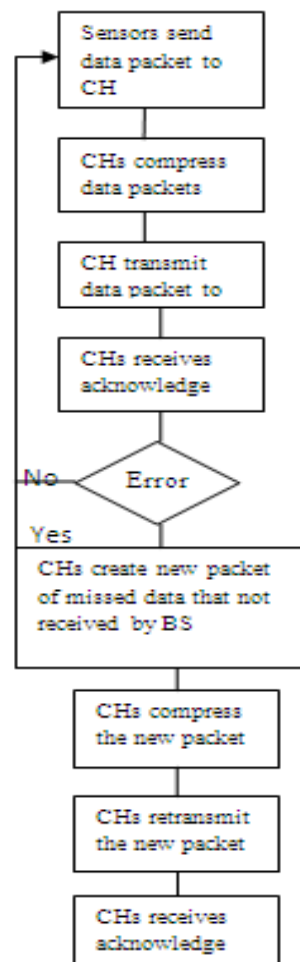 Sensors send
data packet to
CH
CHs compress
data packets
CH transmit
data packet to
CHs receives
acknowledge
Error
No
Yes
CHs create new packet
of missed data that not
received by BS
CHs compress
the new packet
CHs retransmit
the new packet
CHs receives
acknowledge